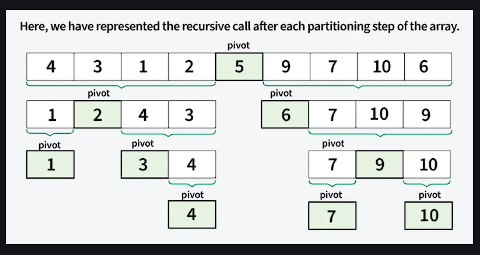 Here, we have represented the recursive call after each partitioning step of the array.
pivot
4 3 1 2 5 9 7 10 6
pivot pivot
1 2 4 3 6 7 10 9
pivot pivot pivot
1 3 4 7 9 10
pivot pivot
4 7 10